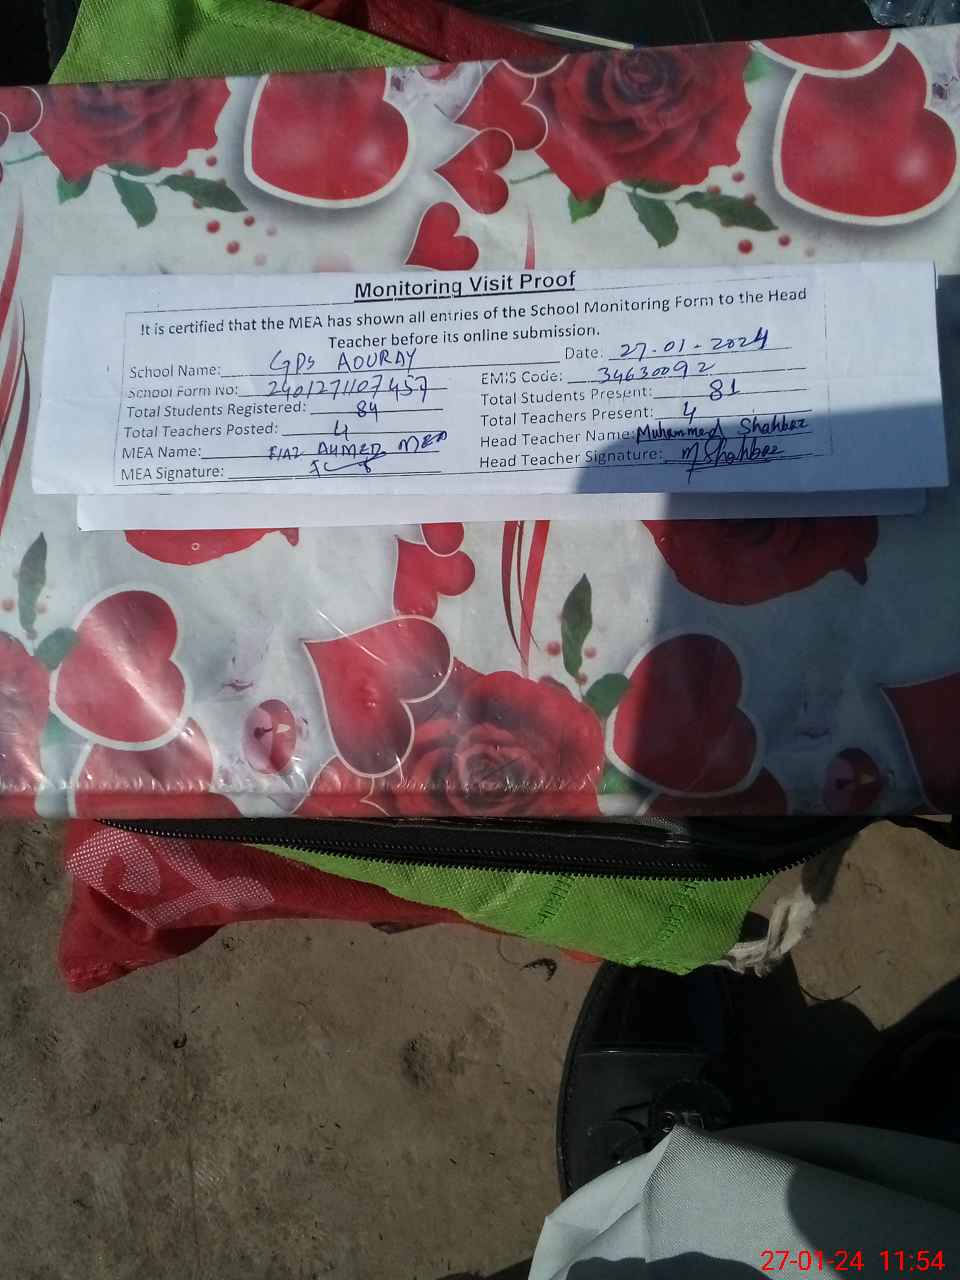 Monitoring Visit Proof
It is certified that the MEA has shown all entries of the School Monitoring Form to the Head
Teacher before its online submission.
School Name: GPS AOURAY Date: 27-01-2024
School Form No: 2401271107457 EMIS Code: 34630092
Total Students Registered: 84 Total Students Present: 81
Total Teachers Posted: 4 Total Teachers Present: 4
MEA Name: AHMED MEA Head Teacher Name: Muhammad Shahbaz
MEA Signature: Head Teacher Signature: M Shahbaz
27-01-24 11:54